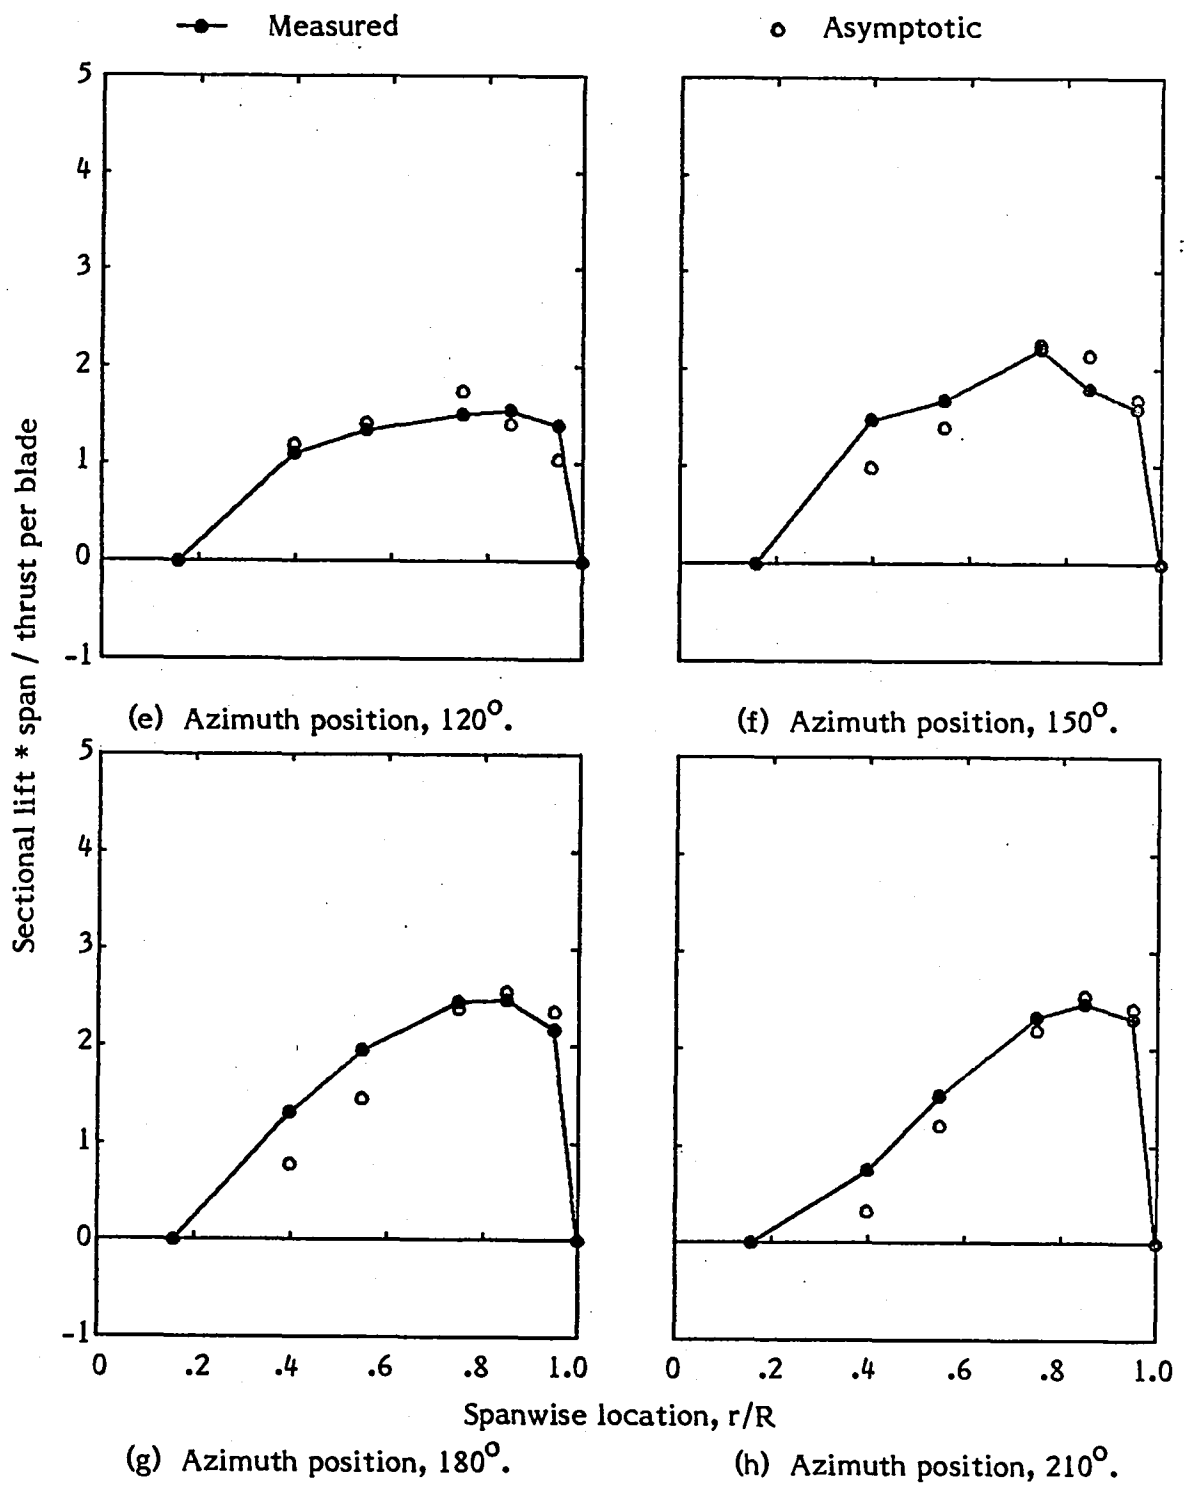 Measured
Asymptotic
5
4
3
2
1
0
-1
Sectional lift * span / thrust per blade
(e) Azimuth position, 120°.
(f) Azimuth position, 150°.
5
4
3
2
1
0
-1
0 .2 .4 .6 .8 1.0
0 .2 .4 .6 .8 1.0
Spanwise location, r/R
(g) Azimuth position, 180°.
(h) Azimuth position, 210°.